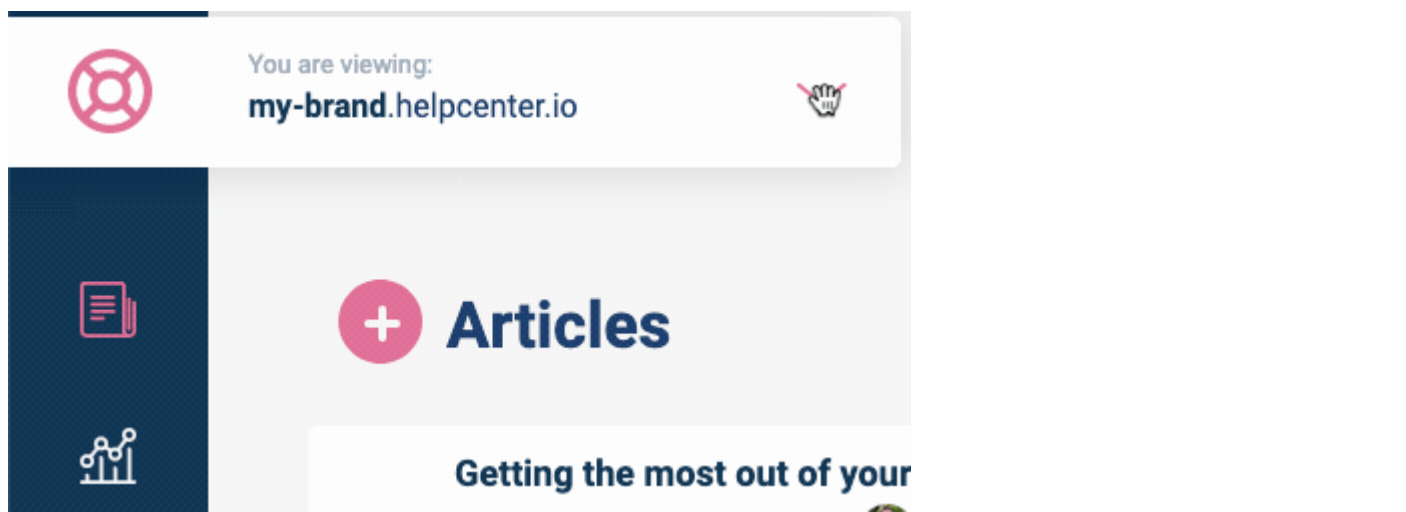 You are viewing:
my-brand.helpcenter.io
Articles
Getting the most out of your